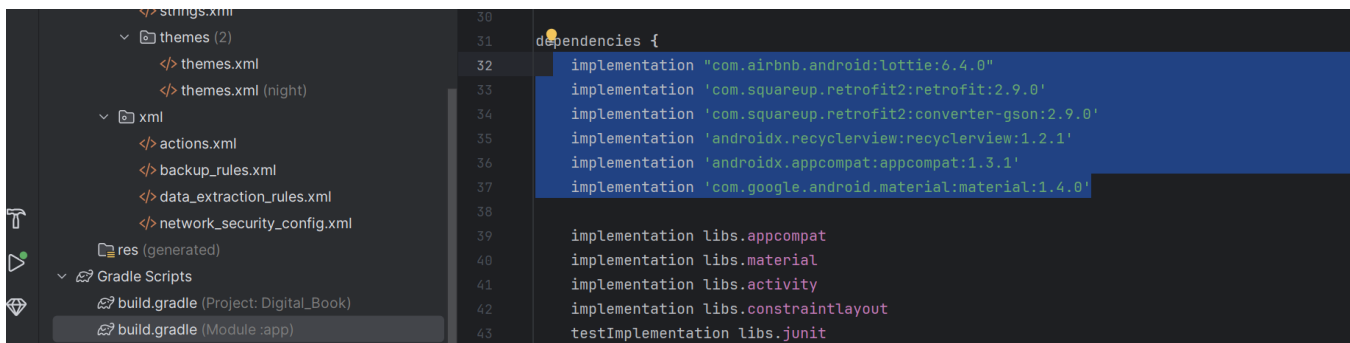 </> strings.xml
themes (2)
</> themes.xml
</> themes.xml (night)
xml
</> actions.xml
</> backup_rules.xml
</> data_extraction_rules.xml
</> network_security_config.xml
res (generated)
Gradle Scripts
build.gradle (Project: Digital_Book)
build.gradle (Module :app)
30
31 dependencies {
32 implementation "com.airbnb.android:lottie:6.4.0"
33 implementation 'com.squareup.retrofit2:retrofit:2.9.0'
34 implementation 'com.squareup.retrofit2:converter-gson:2.9.0'
35 implementation 'androidx.recyclerview:recyclerview:1.2.1'
36 implementation 'androidx.appcompat:appcompat:1.3.1'
37 implementation 'com.google.android.material:material:1.4.0'
38
39 implementation libs.appcompat
40 implementation libs.material
41 implementation libs.activity
42 implementation libs.constraintlayout
43 testImplementation libs.junit